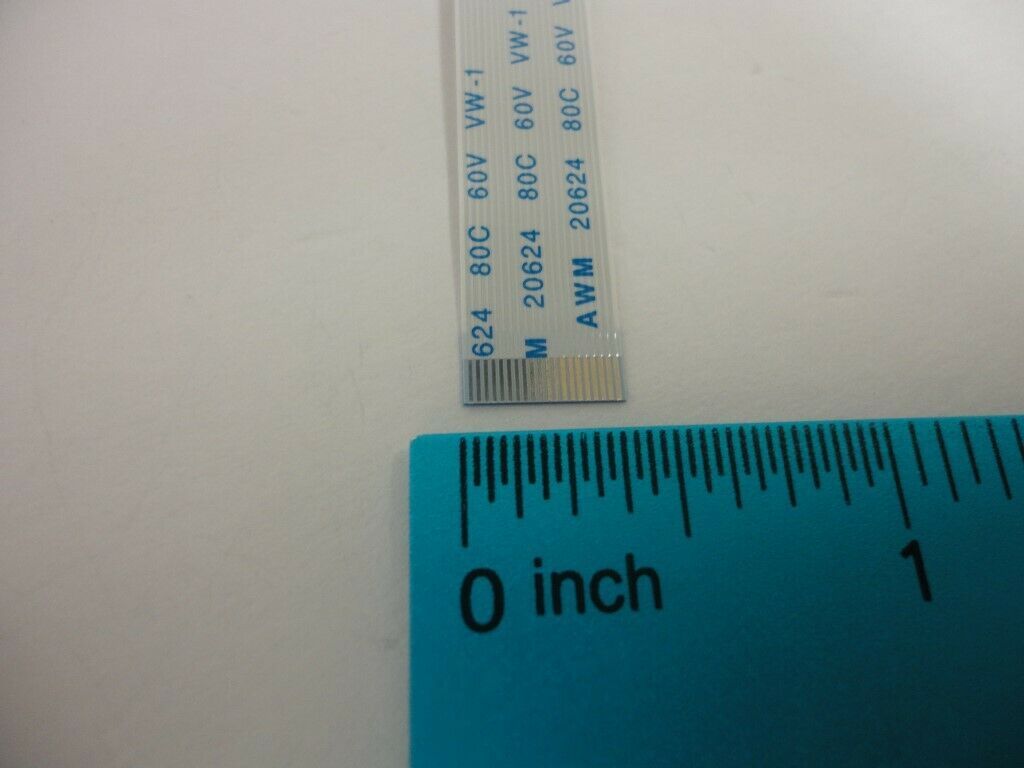 624 80C 60V VW-1
M 20624 80C 60V VW-1
AWM 20624 80C 60V
0 inch 1